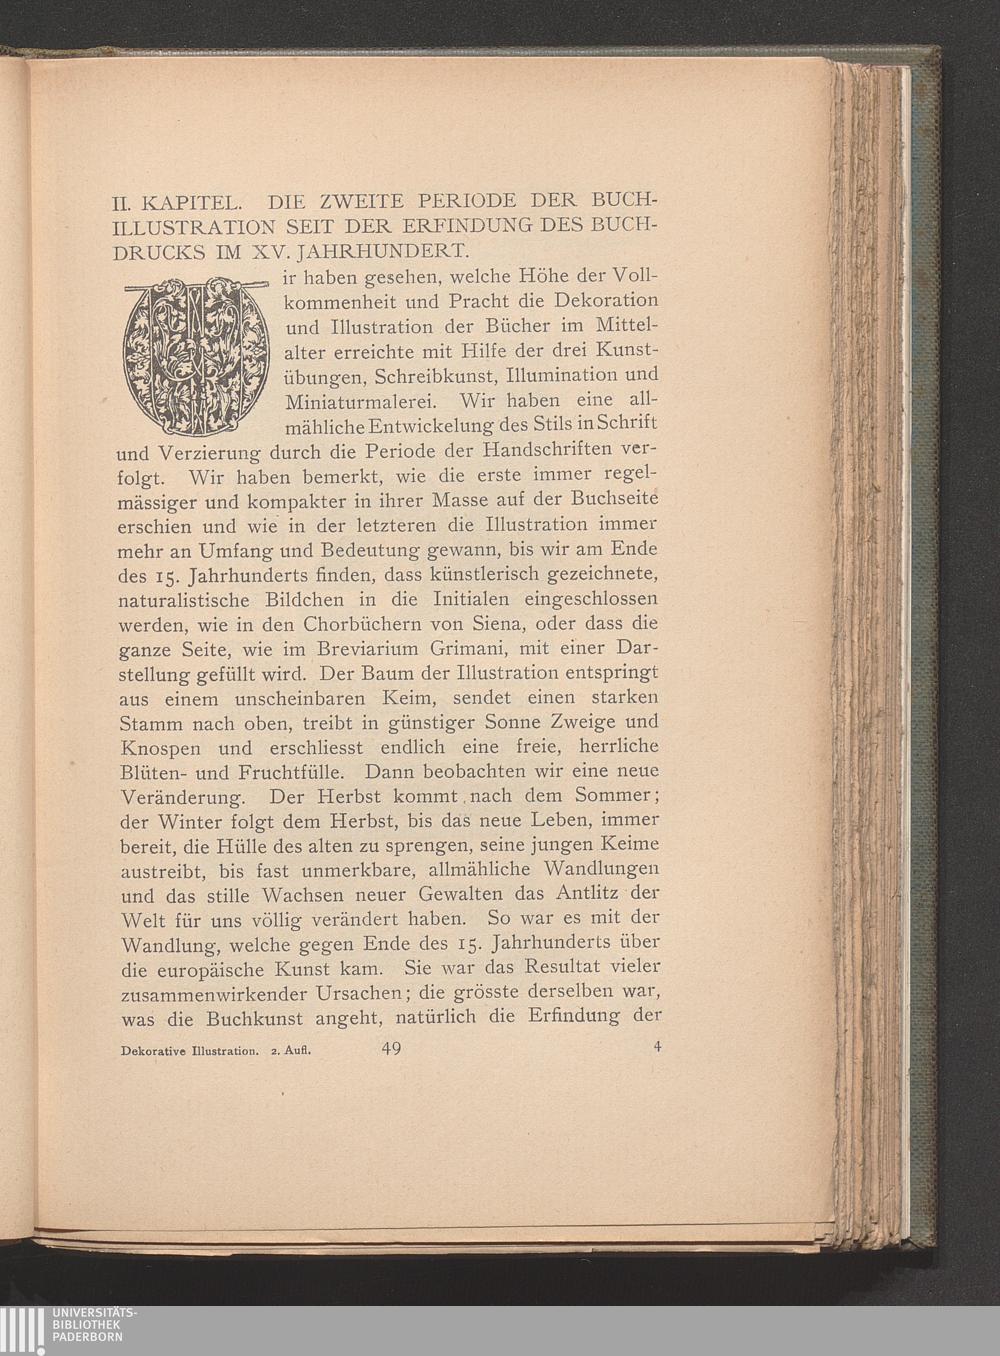 II. KAPITEL. DIE ZWEITE PERIODE DER BUCH-
ILLUSTRATION SEIT DER ERFINDUNG DES BUCH-
DRUCKS IM XV. JAHRHUNDERT.
Wir haben gesehen, welche Höhe der Voll-
kommenheit und Pracht die Dekoration
und Illustration der Bücher im Mittel-
alter erreichte mit Hilfe der drei Kunst-
übungen, Schreibkunst, Illumination und
Miniaturmalerei. Wir haben eine all-
mähliche Entwickelung des Stils in Schrift
und Verzierung durch die Periode der Handschriften ver-
folgt. Wir haben bemerkt, wie die erste immer regel-
mässiger und kompakter in ihrer Masse auf der Buchseite
erschien und wie in der letzteren die Illustration immer
mehr an Umfang und Bedeutung gewann, bis wir am Ende
des 15. Jahrhunderts finden, dass künstlerisch gezeichnete,
naturalistische Bildchen in die Initialen eingeschlossen
werden, wie in den Chorbüchern von Siena, oder dass die
ganze Seite, wie im Breviarium Grimani, mit einer Dar-
stellung gefüllt wird. Der Baum der Illustration entspringt
aus einem unscheinbaren Keim, sendet einen starken
Stamm nach oben, treibt in günstiger Sonne Zweige und
Knospen und erschliesst endlich eine freie, herrliche
Blüten- und Fruchtfülle. Dann beobachten wir eine neue
Veränderung. Der Herbst kommt nach dem Sommer;
der Winter folgt dem Herbst, bis das neue Leben, immer
bereit, die Hülle des alten zu sprengen, seine jungen Keime
austreibt, bis fast unmerkbare, allmähliche Wandlungen
und das stille Wachsen neuer Gewalten das Antlitz der
Welt für uns völlig verändert haben. So war es mit der
Wandlung, welche gegen Ende des 15. Jahrhunderts über
die europäische Kunst kam. Sie war das Resultat vieler
zusammenwirkender Ursachen; die grösste derselben war,
was die Buchkunst angeht, natürlich die Erfindung der
Dekorative Illustration. 2. Aufl. 49 4
UNIVERSITÄTS-
BIBLIOTHEK
PADERBORN